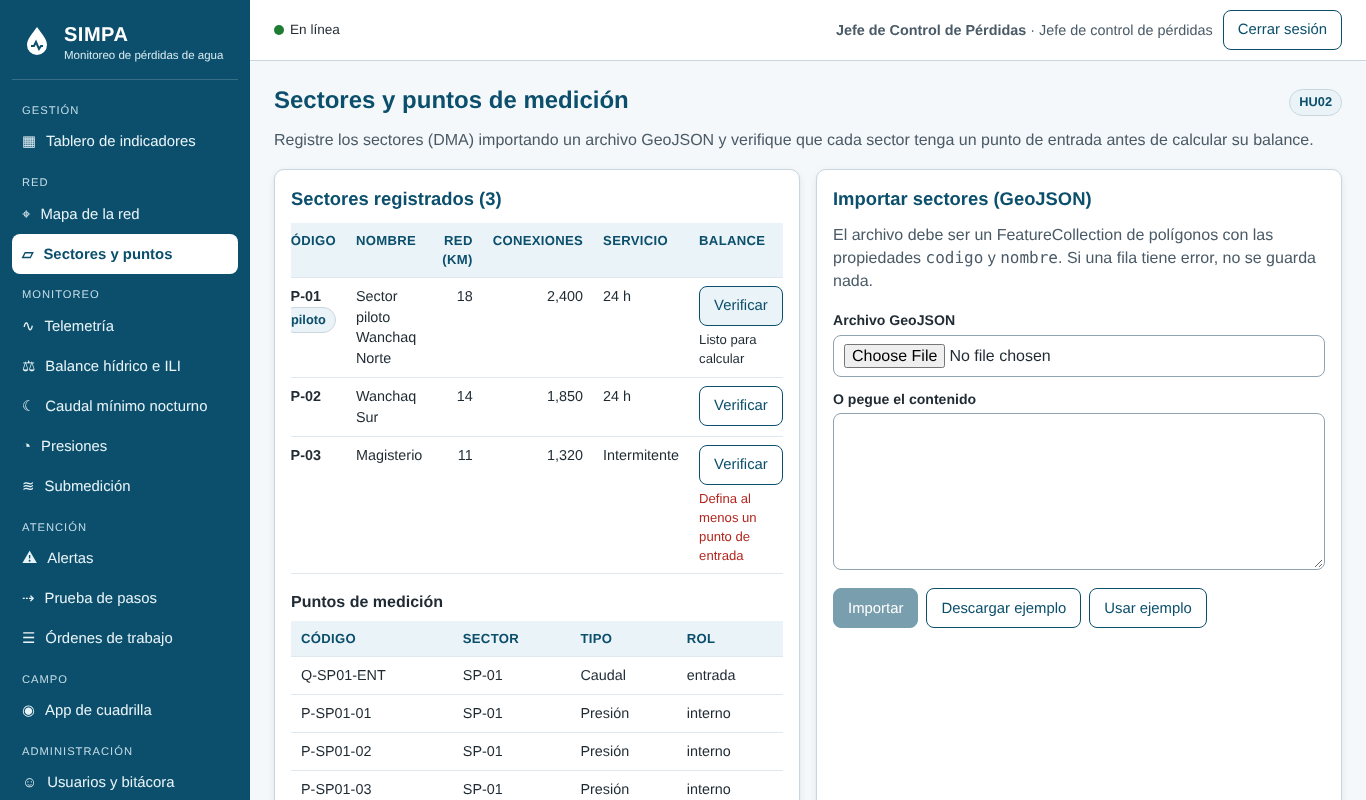 SIMPA
Monitoreo de pérdidas de agua
GESTIÓN
Tablero de indicadores
RED
Mapa de la red
Sectores y puntos
MONITOREO
Telemetría
Balance hídrico e ILI
Caudal mínimo nocturno
Presiones
Submedición
ATENCIÓN
Alertas
Prueba de pasos
Órdenes de trabajo
CAMPO
App de cuadrilla
ADMINISTRACIÓN
Usuarios y bitácora
En línea
Jefe de Control de Pérdidas · Jefe de control de pérdidas
Cerrar sesión
Sectores y puntos de medición
HU02
Registre los sectores (DMA) importando un archivo GeoJSON y verifique que cada sector tenga un punto de entrada antes de calcular su balance.
Sectores registrados (3)
ÓDIGO NOMBRE RED (KM) CONEXIONES SERVICIO BALANCE
P-01 piloto Sector piloto Wanchaq Norte 18 2,400 24 h Verificar
Listo para calcular
P-02 Wanchaq Sur 14 1,850 24 h Verificar
P-03 Magisterio 11 1,320 Intermitente Verificar
Defina al menos un punto de entrada
Puntos de medición
CÓDIGO SECTOR TIPO ROL
Q-SP01-ENT SP-01 Caudal entrada
P-SP01-01 SP-01 Presión interno
P-SP01-02 SP-01 Presión interno
P-SP01-03 SP-01 Presión interno
Importar sectores (GeoJSON)
El archivo debe ser un FeatureCollection de polígonos con las
propiedades codigo y nombre. Si una fila tiene error, no se guarda
nada.
Archivo GeoJSON
Choose File No file chosen
O pegue el contenido
Importar
Descargar ejemplo
Usar ejemplo